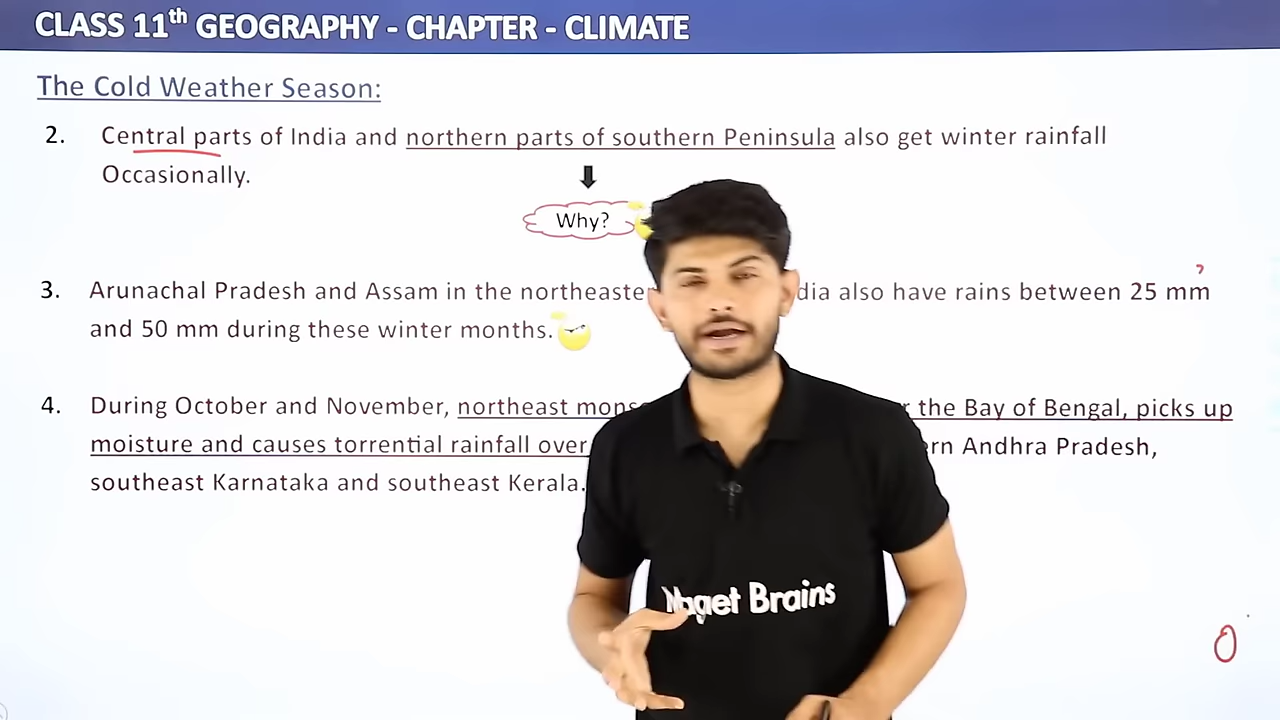 CLASS 11th GEOGRAPHY - CHAPTER - CLIMATE
The Cold Weather Season:
2. Central parts of India and northern parts of southern Peninsula also get winter rainfall
Occasionally.
Why?
3. Arunachal Pradesh and Assam in the northeaste dia also have rains between 25 mm
and 50 mm during these winter months.
4. During October and November, northeast mons the Bay of Bengal, picks up
moisture and causes torrential rainfall over rn Andhra Pradesh,
southeast Karnataka and southeast Kerala.
Brains